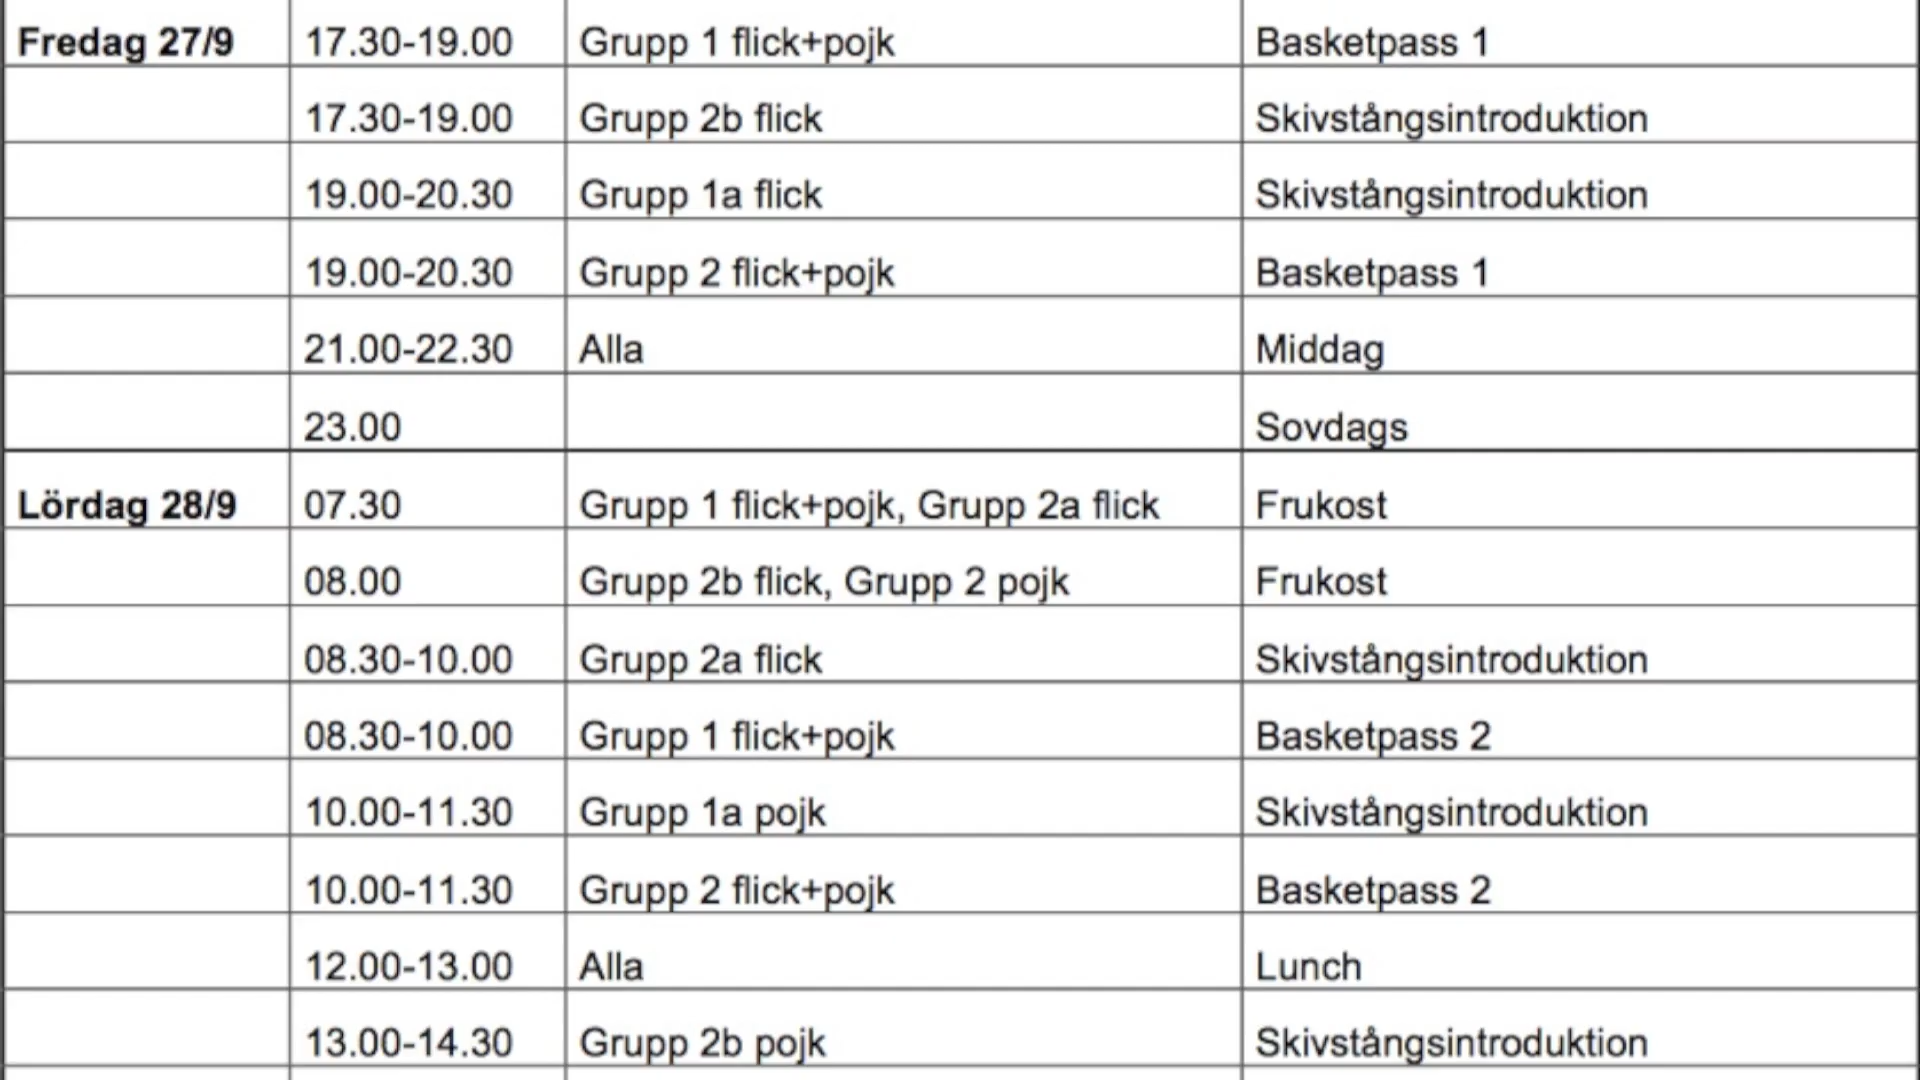 Fredag 27/9 17.30-19.00 Grupp 1 flick+pojk Basketpass 1
17.30-19.00 Grupp 2b flick Skivstångsintroduktion
19.00-20.30 Grupp 1a flick Skivstångsintroduktion
19.00-20.30 Grupp 2 flick+pojk Basketpass 1
21.00-22.30 Alla Middag
23.00 Sovdags
Lördag 28/9 07.30 Grupp 1 flick+pojk, Grupp 2a flick Frukost
08.00 Grupp 2b flick, Grupp 2 pojk Frukost
08.30-10.00 Grupp 2a flick Skivstångsintroduktion
08.30-10.00 Grupp 1 flick+pojk Basketpass 2
10.00-11.30 Grupp 1a pojk Skivstångsintroduktion
10.00-11.30 Grupp 2 flick+pojk Basketpass 2
12.00-13.00 Alla Lunch
13.00-14.30 Grupp 2b pojk Skivstångsintroduktion